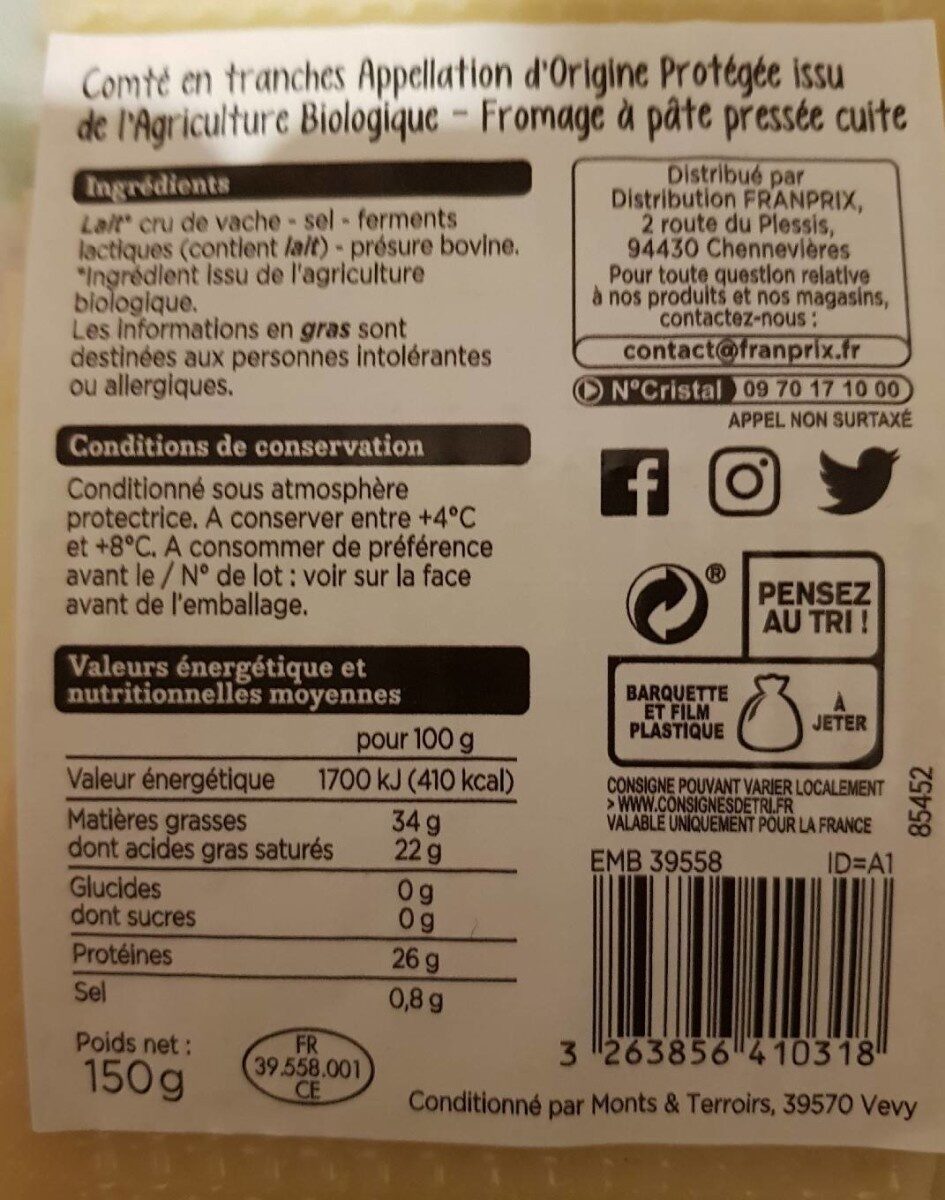 Comté en tranches Appellation d'Origine Protégée issu
de l'Agriculture Biologique - Fromage à pâte pressée cuite
Ingrédients
Lait* cru de vache - sel - ferments
lactiques (contient lait) - présure bovine.
*Ingrédient issu de l'agriculture
biologique.
Les informations en gras sont
destinées aux personnes intolérantes
ou allergiques.
Conditions de conservation
Conditionné sous atmosphère
protectrice. A conserver entre +4°C
et +8°C. A consommer de préférence
avant le / N° de lot : voir sur la face
avant de l'emballage.
Valeurs énergétique et
nutritionnelles moyennes
pour 100 g
Valeur énergétique 1700 kJ (410 kcal)
Matières grasses 34 g
dont acides gras saturés 22 g
Glucides 0 g
dont sucres 0 g
Protéines 26 g
Sel 0,8 g
Poids net :
150g
FR
39.558.001
CE
Distribué par
Distribution FRANPRIX,
2 route du Plessis,
94430 Chennevières
Pour toute question relative
à nos produits et nos magasins,
contactez-nous :
contact@franprix.fr
N°Cristal 09 70 17 10 00
APPEL NON SURTAXÉ
®
PENSEZ
AU TRI !
BARQUETTE
ET FILM
PLASTIQUE
À
JETER
CONSIGNE POUVANT VARIER LOCALEMENT
> WWW.CONSIGNESDETRI.FR
VALABLE UNIQUEMENT POUR LA FRANCE
85452
EMB 39558 ID=A1
3 263856 410318
Conditionné par Monts & Terroirs, 39570 Vevy